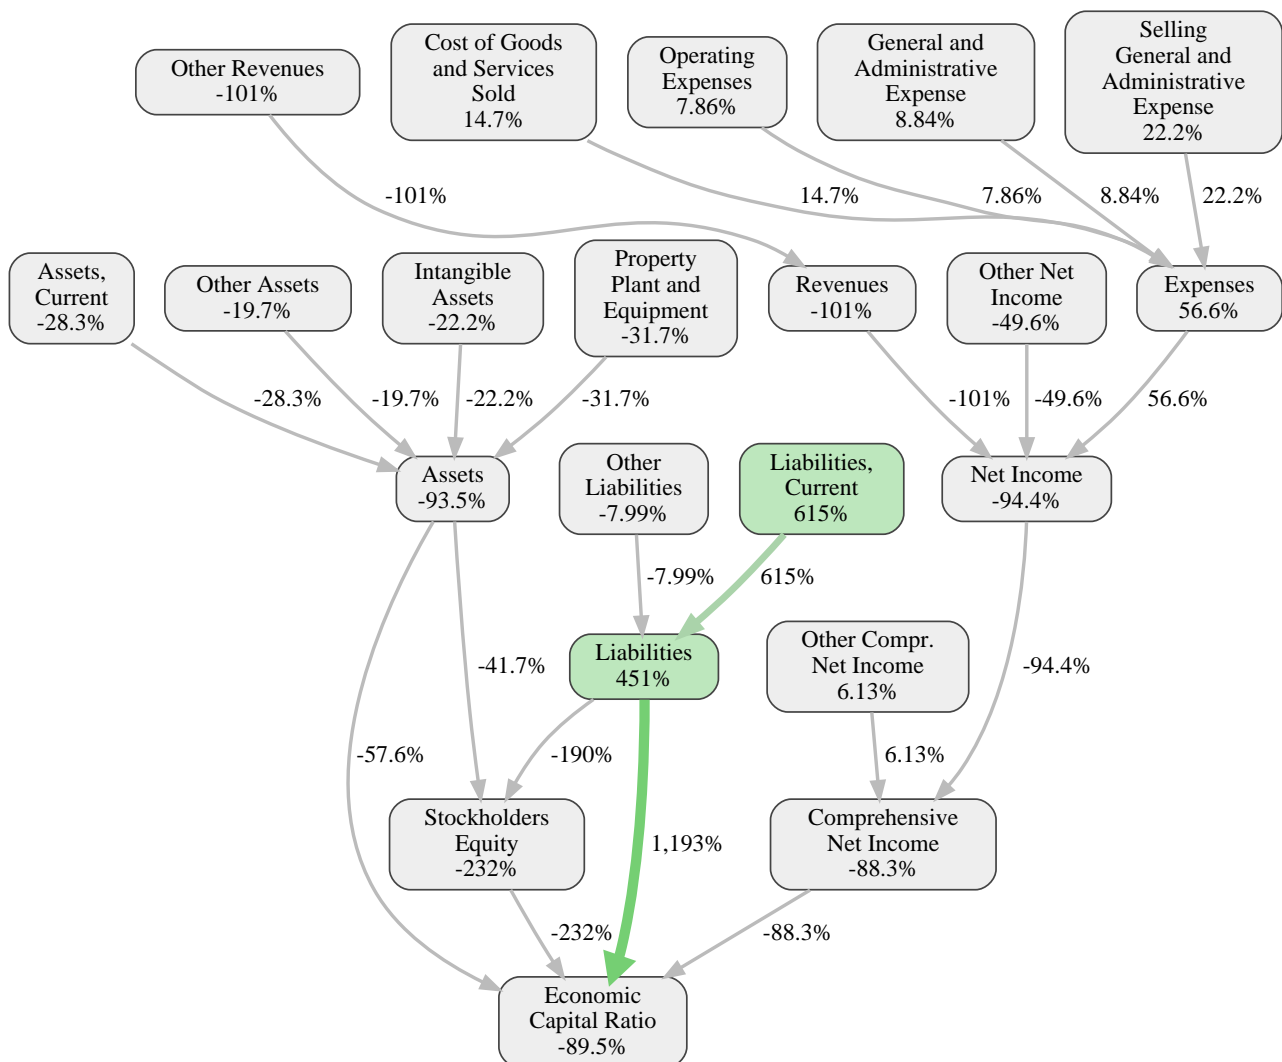 Other Revenues
-101%
Cost of Goods
and Services
Sold
14.7%
Operating
Expenses
7.86%
General and
Administrative
Expense
8.84%
Selling
General and
Administrative
Expense
22.2%
-101%
14.7%
7.86%
8.84%
22.2%
Assets,
Current
-28.3%
Other Assets
-19.7%
Intangible
Assets
-22.2%
Property
Plant and
Equipment
-31.7%
Revenues
-101%
Other Net
Income
-49.6%
Expenses
56.6%
-28.3%
-19.7%
-22.2%
-31.7%
-101%
-49.6%
56.6%
Assets
-93.5%
Other
Liabilities
-7.99%
Liabilities,
Current
615%
Net Income
-94.4%
-7.99%
615%
-41.7%
Liabilities
451%
Other Compr.
Net Income
6.13%
-94.4%
-57.6%
-190%
6.13%
Stockholders
Equity
-232%
1,193%
Comprehensive
Net Income
-88.3%
-232%
-88.3%
Economic
Capital Ratio
-89.5%